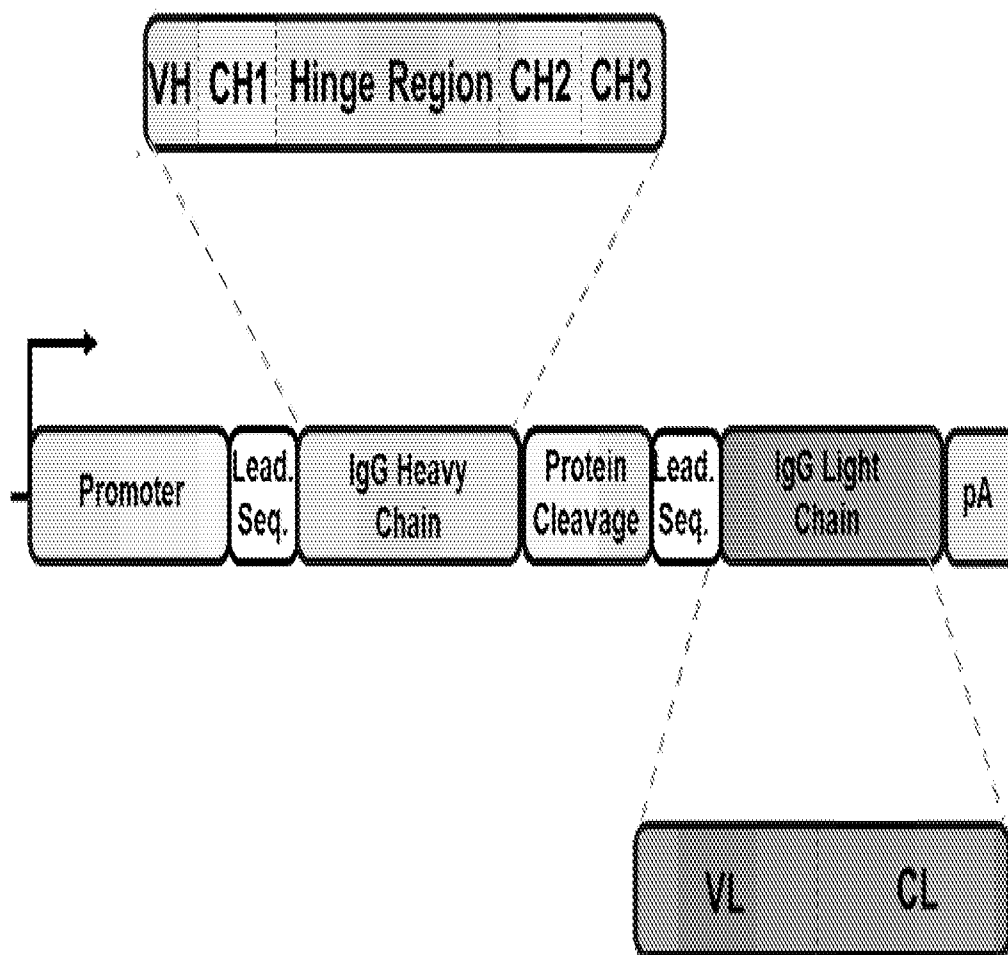 VH CH1 Hinge Region CH2 CH3
Promoter
Lead.
Seq.
IgG Heavy
Chain
Protein
Cleavage
Lead.
Seq.
IgG Light
Chain
pA
VL CL